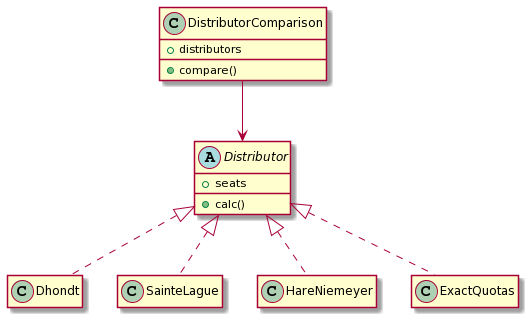 C DistributorComparison
distributors
compare()
A Distributor
seats
calc()
C Dhondt
C SainteLague
C HareNiemeyer
C ExactQuotas